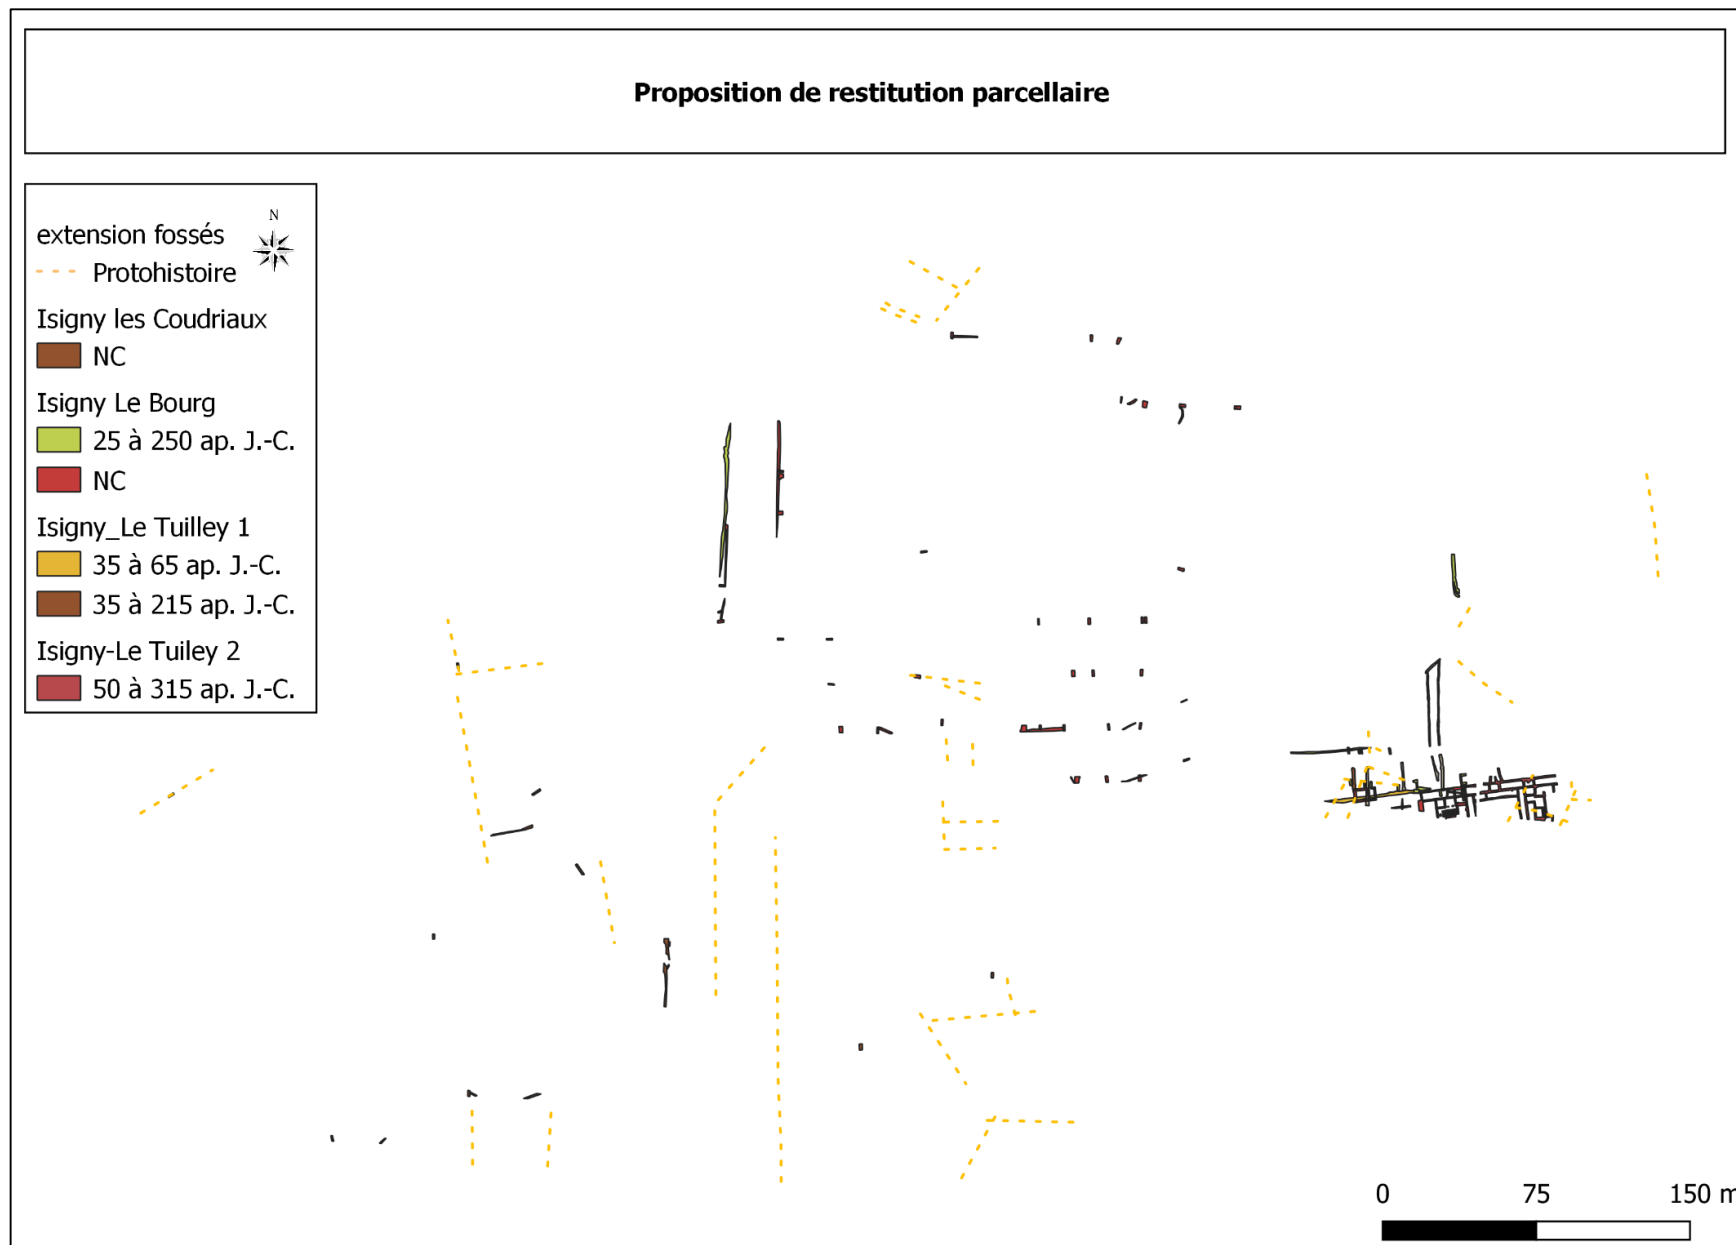 Proposition de restitution parcellaire
N
extension fossés
Protohistoire
Isigny les Coudriaux
NC
Isigny Le Bourg
25 à 250 ap. J.-C.
NC
Isigny_Le Tuilley 1
35 à 65 ap. J.-C.
35 à 215 ap. J.-C.
Isigny-Le Tuiley 2
50 à 315 ap. J.-C.
0 75 150 m